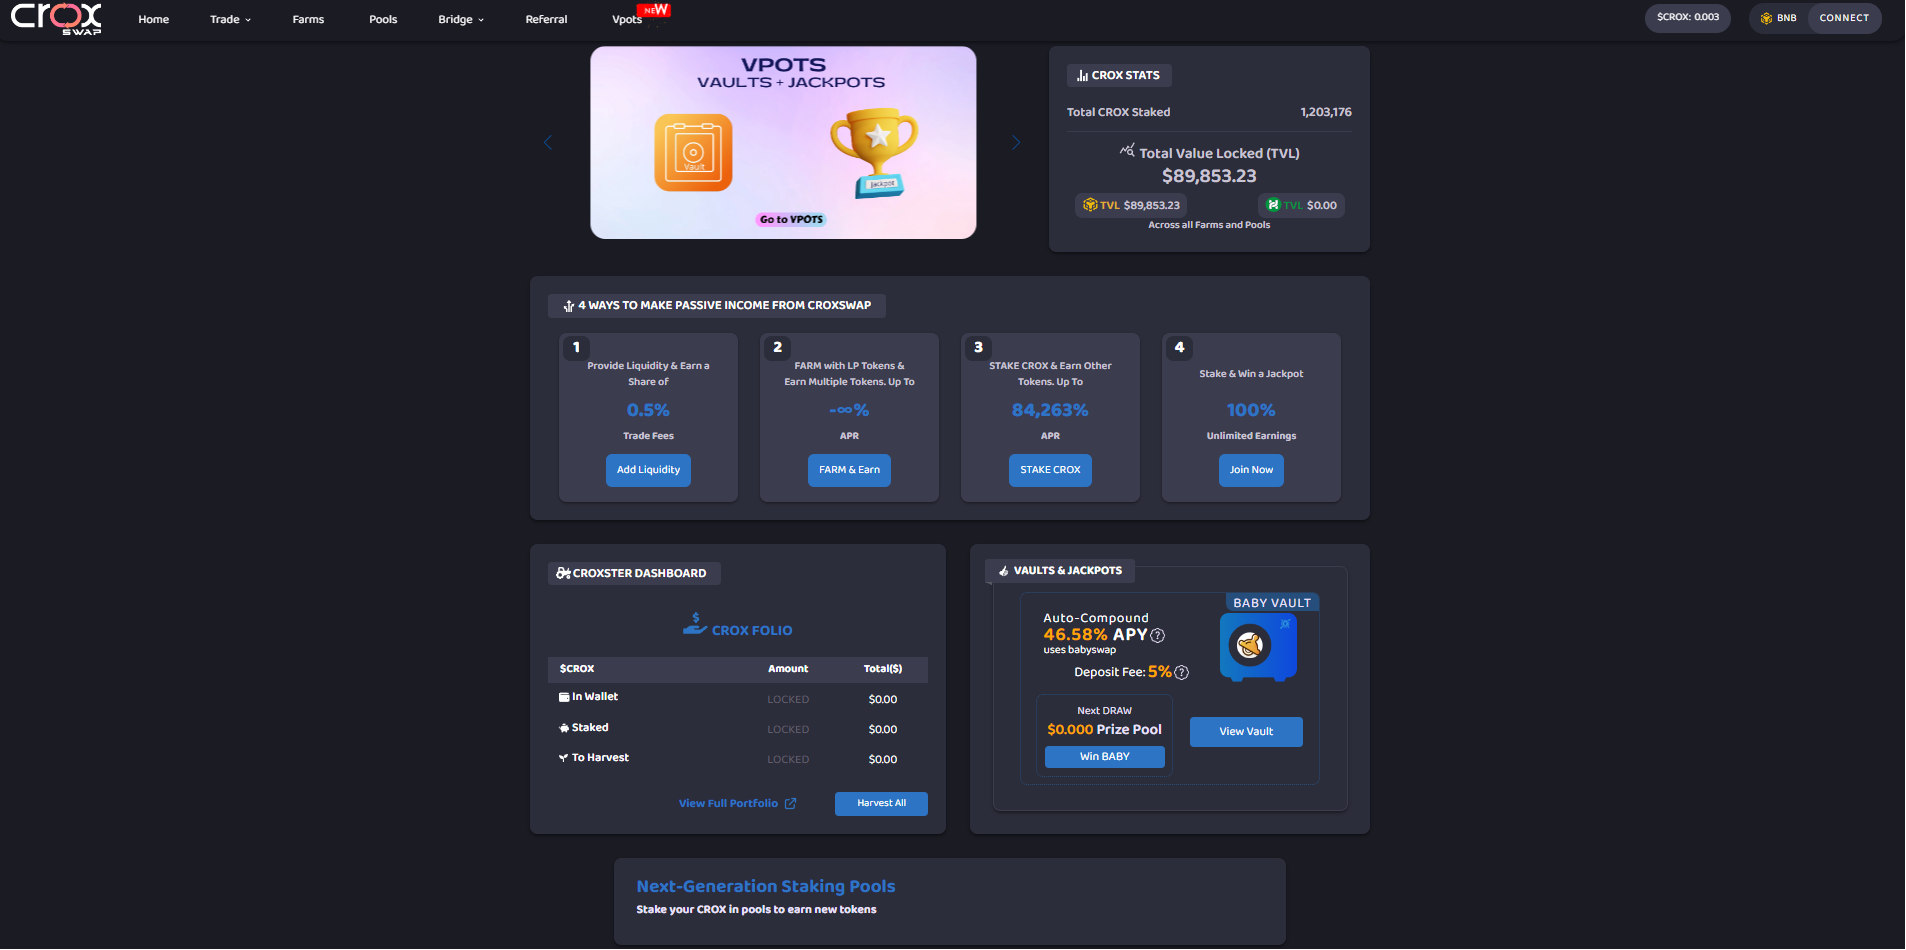 crox
SWAP
Home
Trade
Farms
Pools
Bridge
Referral
Vpots
NEW
$CROX: 0.003
BNB
CONNECT
VPOTS
VAULTS + JACKPOTS
Vault
jackpot
Go to VPOTS
CROX STATS
Total CROX Staked 1,203,176
Total Value Locked (TVL)
$89,853.23
TVL $89,853.23
TVL $0.00
Across all Farms and Pools
4 WAYS TO MAKE PASSIVE INCOME FROM CROXSWAP
1
Provide Liquidity & Earn a
Share of
0.5%
Trade Fees
Add Liquidity
2
FARM with LP Tokens &
Earn Multiple Tokens. Up To
-∞%
APR
FARM & Earn
3
STAKE CROX & Earn Other
Tokens. Up To
84,263%
APR
STAKE CROX
4
Stake & Win a Jackpot
100%
Unlimited Earnings
Join Now
CROXSTER DASHBOARD
$
CROX FOLIO
$CROX Amount Total($)
In Wallet LOCKED $0.00
Staked LOCKED $0.00
To Harvest LOCKED $0.00
View Full Portfolio
Harvest All
VAULTS & JACKPOTS
BABY VAULT
Auto-Compound
46.58% APY ?
uses babyswap
Deposit Fee: 5% ?
Next DRAW
$0.000 Prize Pool
Win BABY
View Vault
Next-Generation Staking Pools
Stake your CROX in pools to earn new tokens